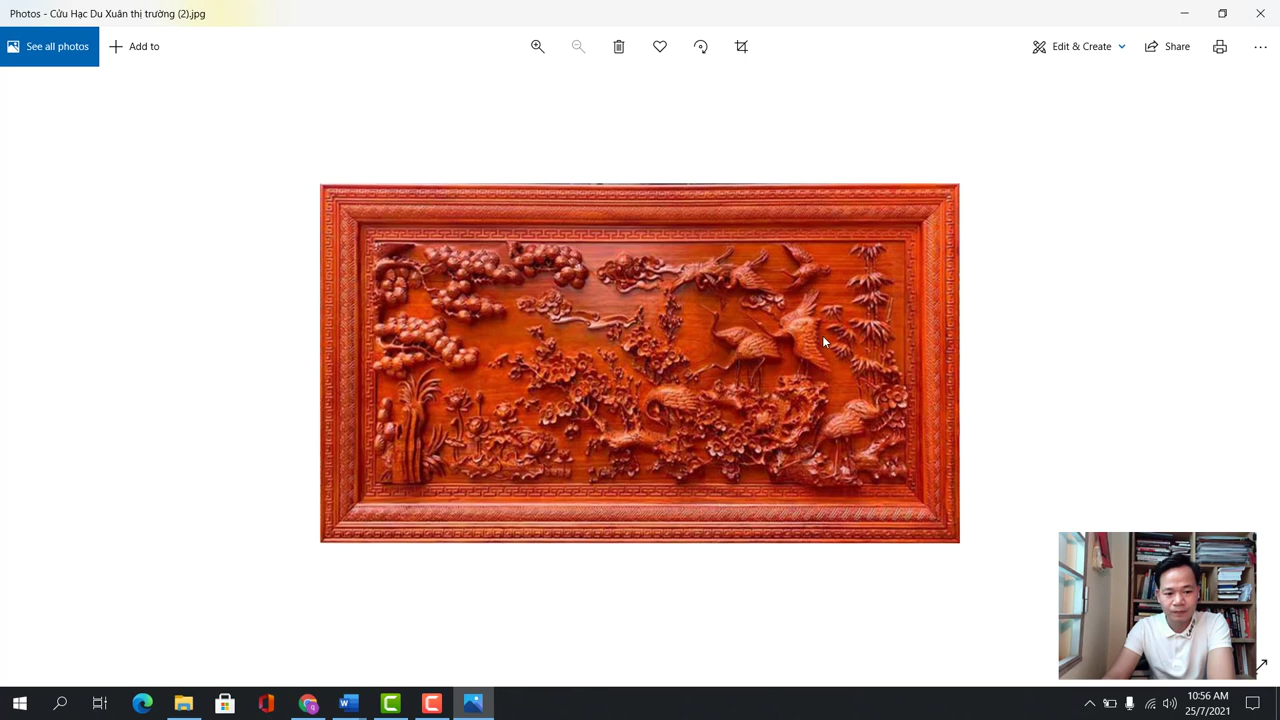 Photos - Cửu Hạc Du Xuân thị trường (2).jpg
See all photos
Add to
Edit & Create
Share
10:56 AM
25/7/2021